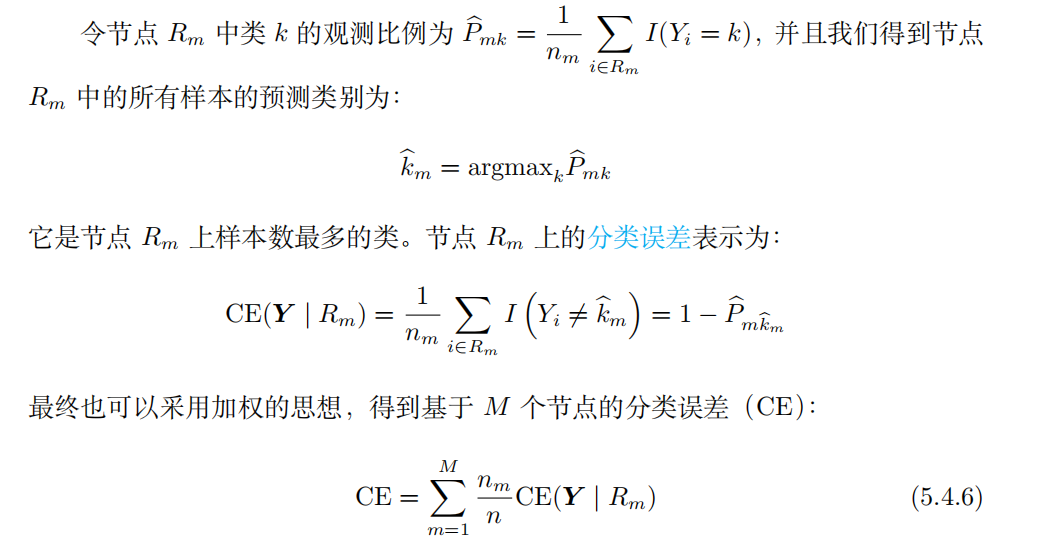 令节点 $R_m$ 中类 $k$ 的观测比例为 $\widehat{P}_{mk} = \frac{1}{n_m} \sum_{i \in R_m} I(Y_i = k)$，并且我们得到节点
$R_m$ 中的所有样本的预测类别为：
$\widehat{k}_m = \mathrm{argmax}_k \widehat{P}_{mk}$
它是节点 $R_m$ 上样本数最多的类。节点 $R_m$ 上的分类误差表示为：
$\mathrm{CE}(\boldsymbol{Y} \mid R_m) = \frac{1}{n_m} \sum_{i \in R_m} I\left(Y_i \neq \widehat{k}_m\right) = 1 - \widehat{P}_{m\widehat{k}_m}$
最终也可以采用加权的思想，得到基于 $M$ 个节点的分类误差（CE）：
$\mathrm{CE} = \sum_{m=1}^{M} \frac{n_m}{n} \mathrm{CE}(\boldsymbol{Y} \mid R_m)$ (5.4.6)